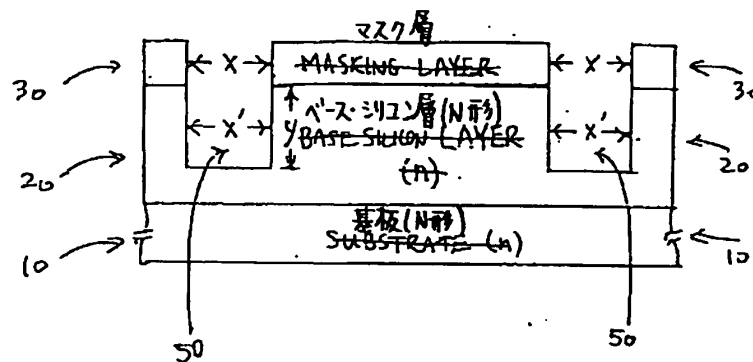 マスク層
30 X MASKING LAYER X 30
ベース・シリコン層(N形)
X' y BASE SILICON LAYER X'
20 (n) 20
基板(N形)
10 SUBSTRATE (n) 10
50 50